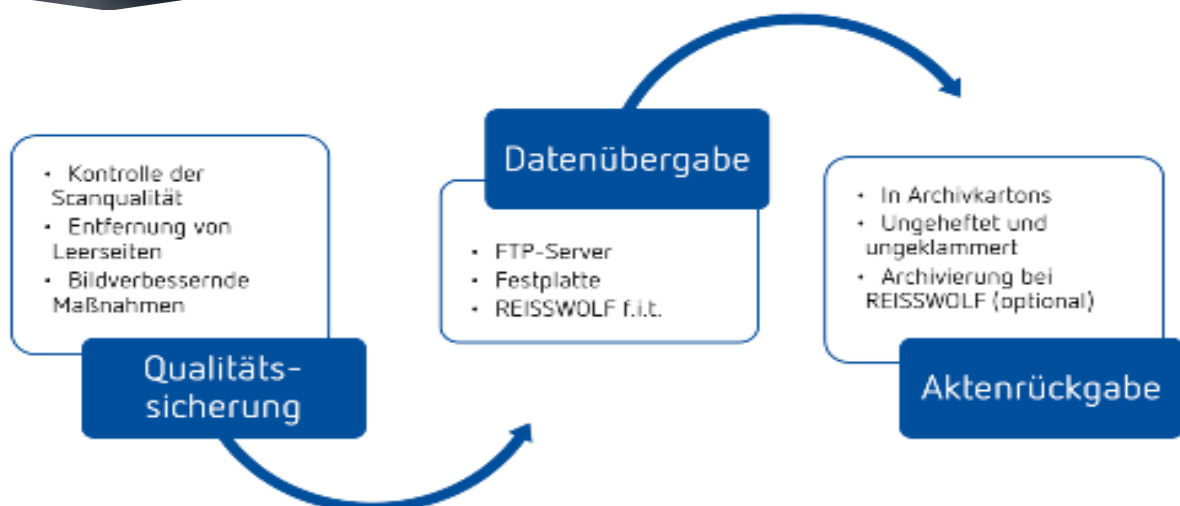 • Kontrolle der
Scanqualität
• Entfernung von
Leerseiten
• Bildverbessernde
Maßnahmen
Qualitäts-
sicherung
Datenübergabe
• FTP-Server
• Festplatte
• REISSWOLF f.i.t.
• In Archivkartons
• Ungeheftet und
ungeklammert
• Archivierung bei
REISSWOLF (optional)
Aktenrückgabe